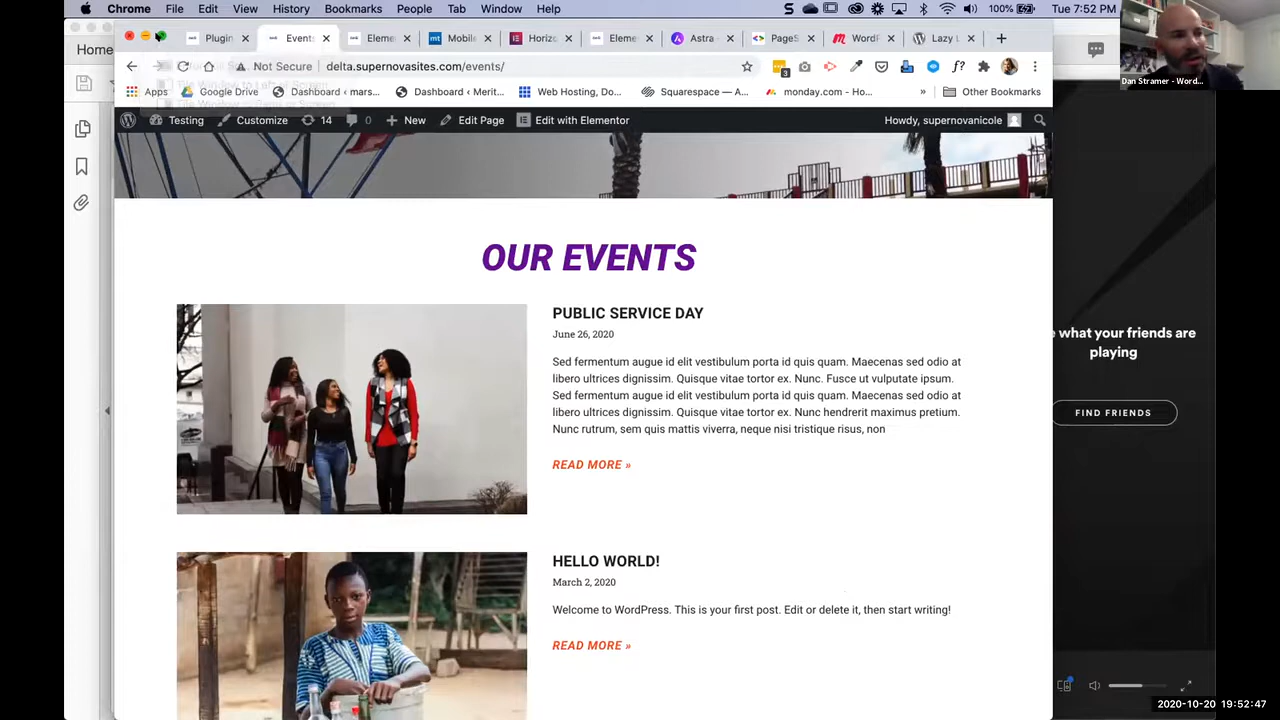 Chrome File Edit View History Bookmarks People Tab Window Help
100% Tue 7:52 PM
Home
Plugin
Events
Eleme
Mobile
Horizo
Eleme
Astra
PageS
WordF
Lazy L
Not Secure delta.supernovasites.com/events/
3
Apps Google Drive Dashboard ‹ mars... Dashboard ‹ Merit... Web Hosting, Do... Squarespace — A... monday.com - Ho... » Other Bookmarks
Testing Customize 14 0 New Edit Page Edit with Elementor Howdy, supernovanicole
Dan Stramer - Word...
OUR EVENTS
PUBLIC SERVICE DAY
June 26, 2020
Sed fermentum augue id elit vestibulum porta id quis quam. Maecenas sed odio at
libero ultrices dignissim. Quisque vitae tortor ex. Nunc. Fusce ut vulputate ipsum.
Sed fermentum augue id elit vestibulum porta id quis quam. Maecenas sed odio at
libero ultrices dignissim. Quisque vitae tortor ex. Nunc hendrerit maximus pretium.
Nunc rutrum, sem quis mattis viverra, neque nisi tristique risus, non
READ MORE »
HELLO WORLD!
March 2, 2020
Welcome to WordPress. This is your first post. Edit or delete it, then start writing!
READ MORE »
what your friends are
playing
FIND FRIENDS
2020-10-20 19:52:47